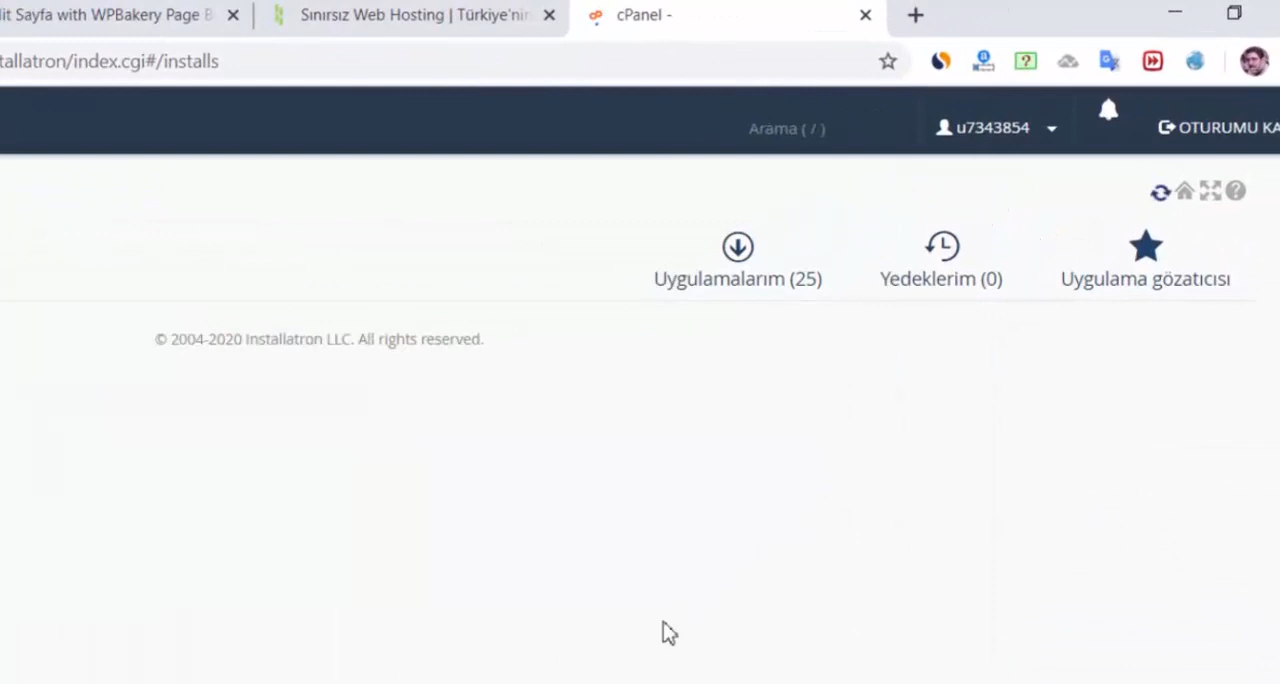 lit Sayfa with WPBakery Page B
Sınırsız Web Hosting | Türkiye'nin
cPanel -
tallatron/index.cgi#/installs
Arama ( / )
u7343854
OTURUMU KA
Uygulamalarım (25)
Yedeklerim (0)
Uygulama gözatıcısı
© 2004-2020 Installatron LLC. All rights reserved.